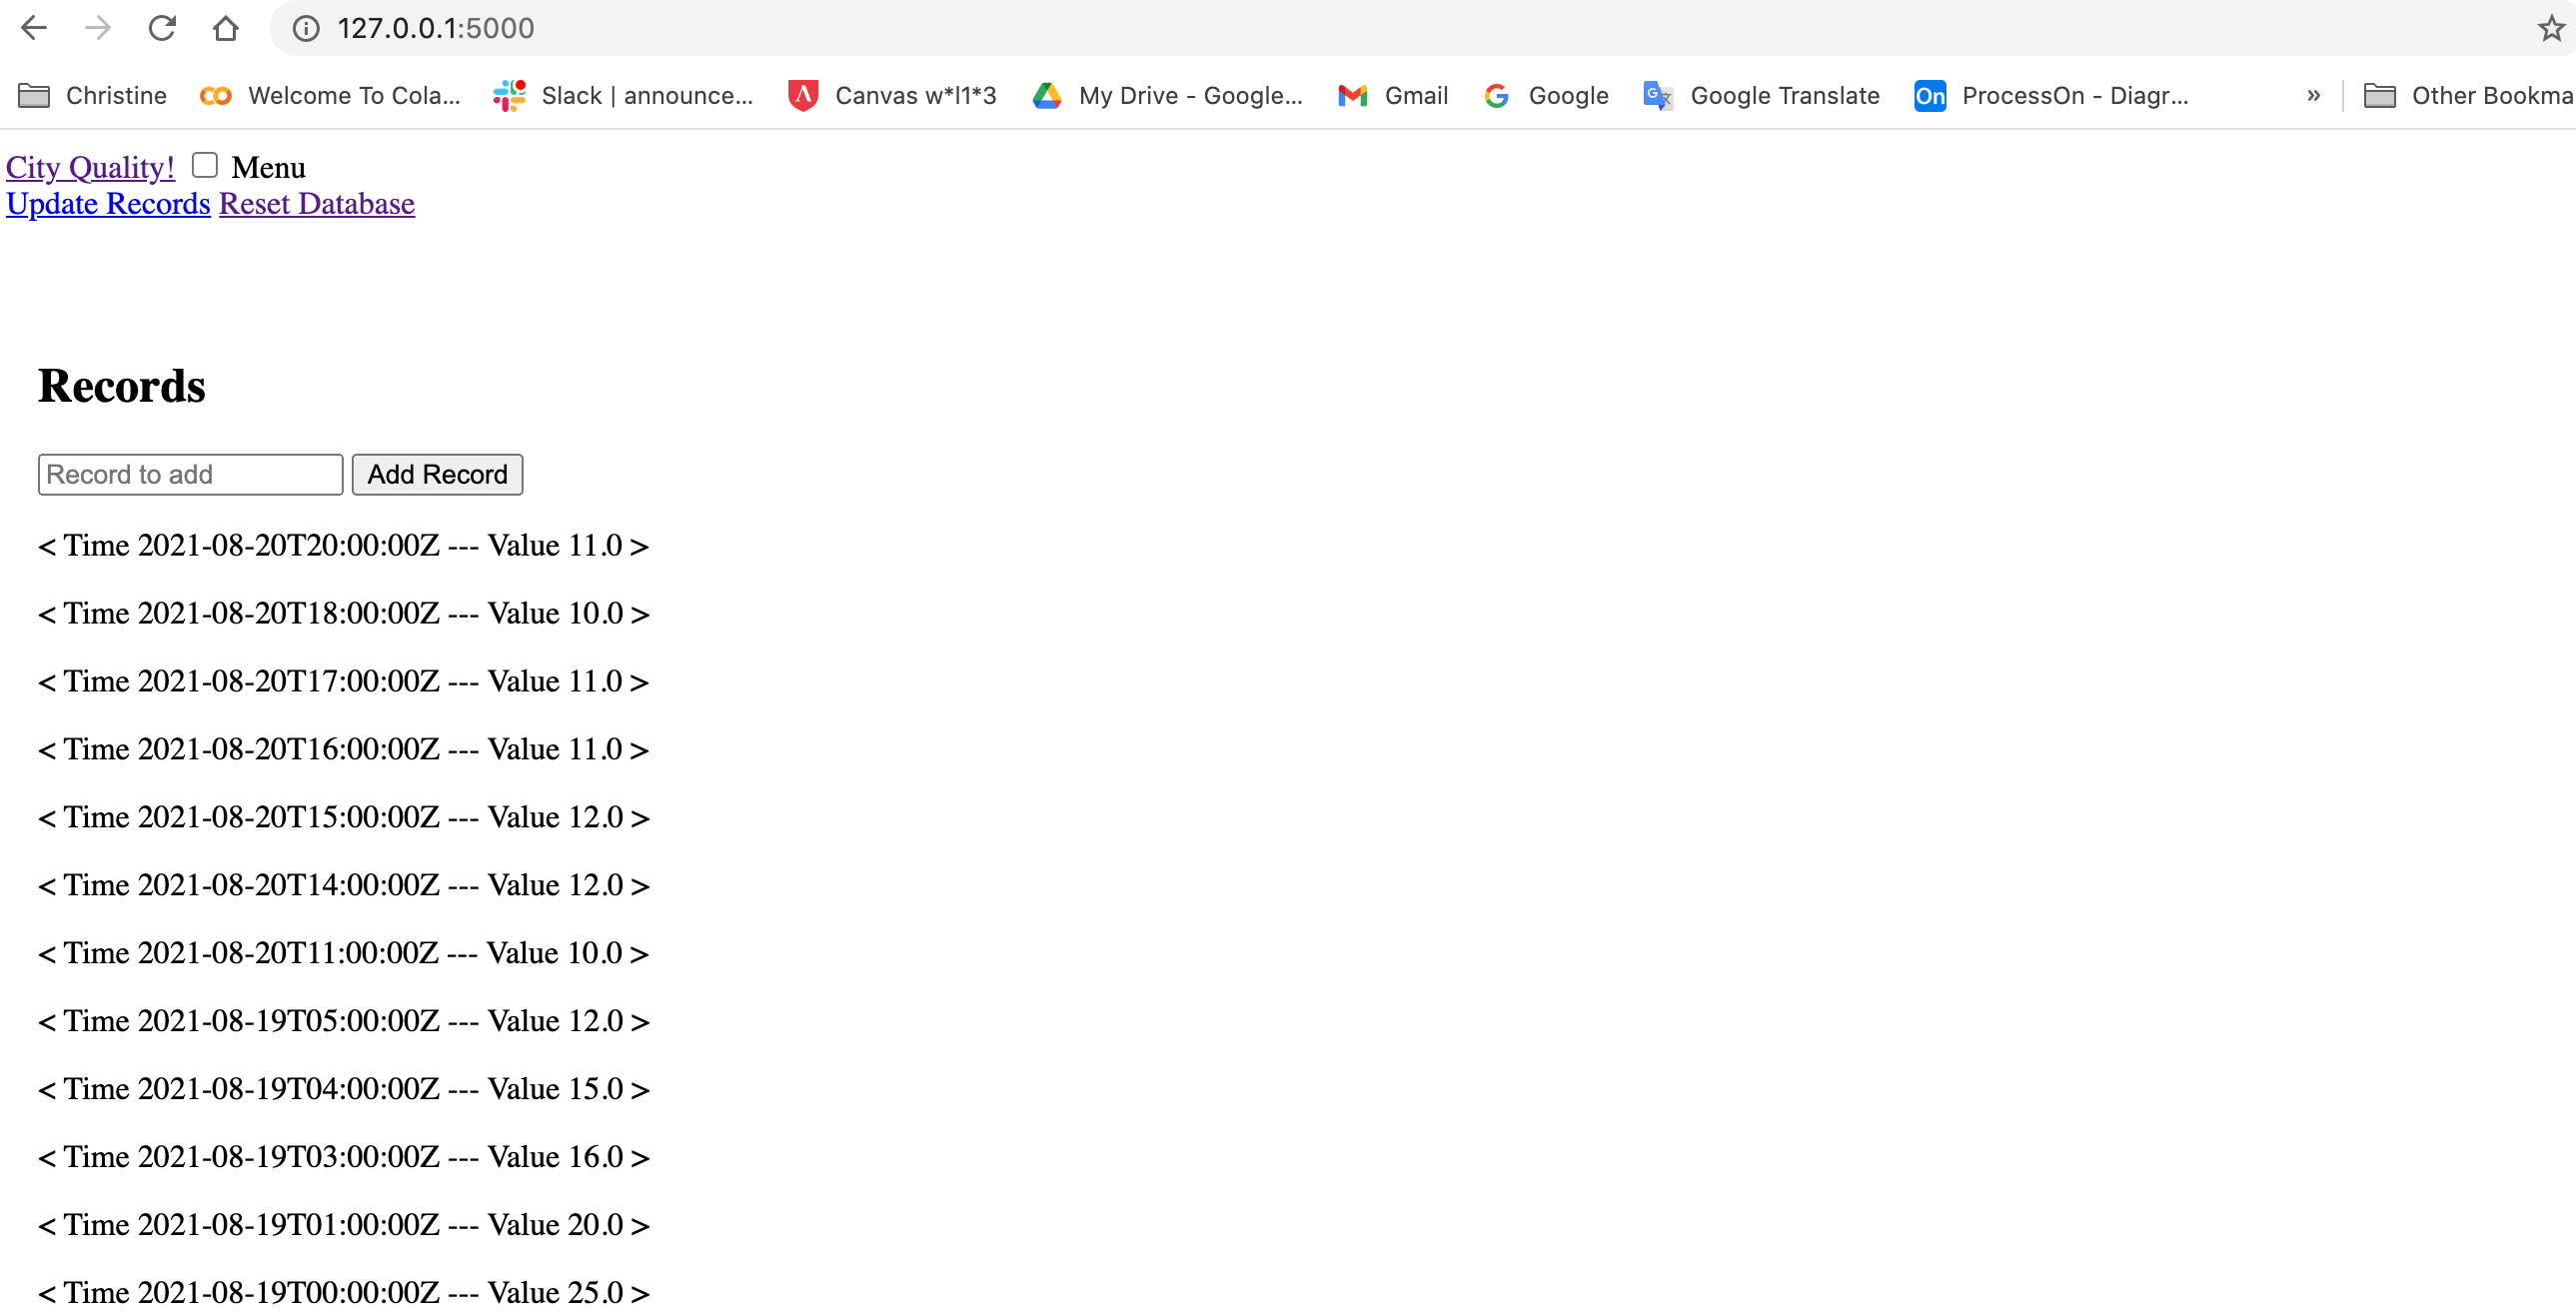 127.0.0.1:5000
Christine Welcome To Cola... Slack | announce... Canvas w*l1*3 My Drive - Google... Gmail Google Google Translate On ProcessOn - Diagr... » Other Bookma
City Quality! Menu
Update Records Reset Database
Records
Record to add Add Record
< Time 2021-08-20T20:00:00Z --- Value 11.0 >
< Time 2021-08-20T18:00:00Z --- Value 10.0 >
< Time 2021-08-20T17:00:00Z --- Value 11.0 >
< Time 2021-08-20T16:00:00Z --- Value 11.0 >
< Time 2021-08-20T15:00:00Z --- Value 12.0 >
< Time 2021-08-20T14:00:00Z --- Value 12.0 >
< Time 2021-08-20T11:00:00Z --- Value 10.0 >
< Time 2021-08-19T05:00:00Z --- Value 12.0 >
< Time 2021-08-19T04:00:00Z --- Value 15.0 >
< Time 2021-08-19T03:00:00Z --- Value 16.0 >
< Time 2021-08-19T01:00:00Z --- Value 20.0 >
< Time 2021-08-19T00:00:00Z --- Value 25.0 >